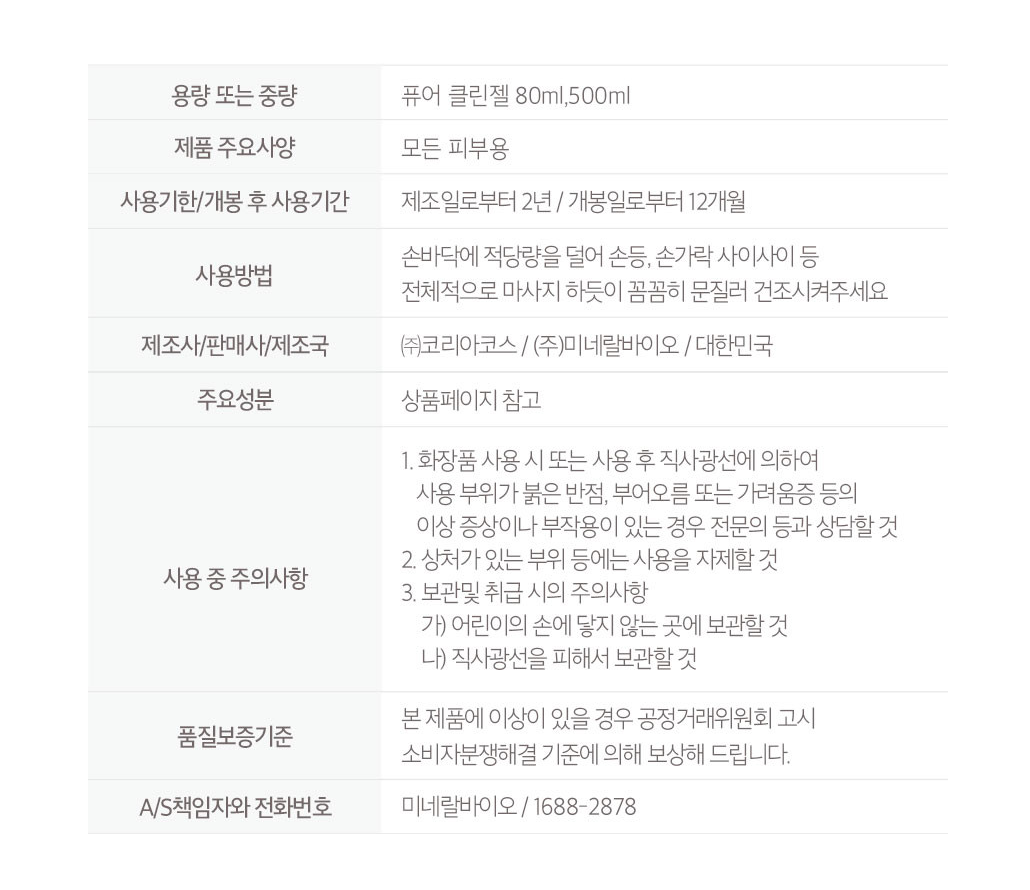 용량 또는 중량
퓨어 클린젤 80ml,500ml
제품 주요사양
모든 피부용
사용기한/개봉 후 사용기간
제조일로부터 2년 / 개봉일로부터 12개월
사용방법
손바닥에 적당량을 덜어 손등, 손가락 사이사이 등
전체적으로 마사지 하듯이 꼼꼼히 문질러 건조시켜주세요
제조사/판매사/제조국
㈜코리아코스 / (주)미네랄바이오 / 대한민국
주요성분
상품페이지 참고
사용 중 주의사항
1. 화장품 사용 시 또는 사용 후 직사광선에 의하여
사용 부위가 붉은 반점, 부어오름 또는 가려움증 등의
이상 증상이나 부작용이 있는 경우 전문의 등과 상담할 것
2. 상처가 있는 부위 등에는 사용을 자제할 것
3. 보관및 취급 시의 주의사항
가) 어린이의 손에 닿지 않는 곳에 보관할 것
나) 직사광선을 피해서 보관할 것
품질보증기준
본 제품에 이상이 있을 경우 공정거래위원회 고시
소비자분쟁해결 기준에 의해 보상해 드립니다.
A/S책임자와 전화번호
미네랄바이오 / 1688-2878